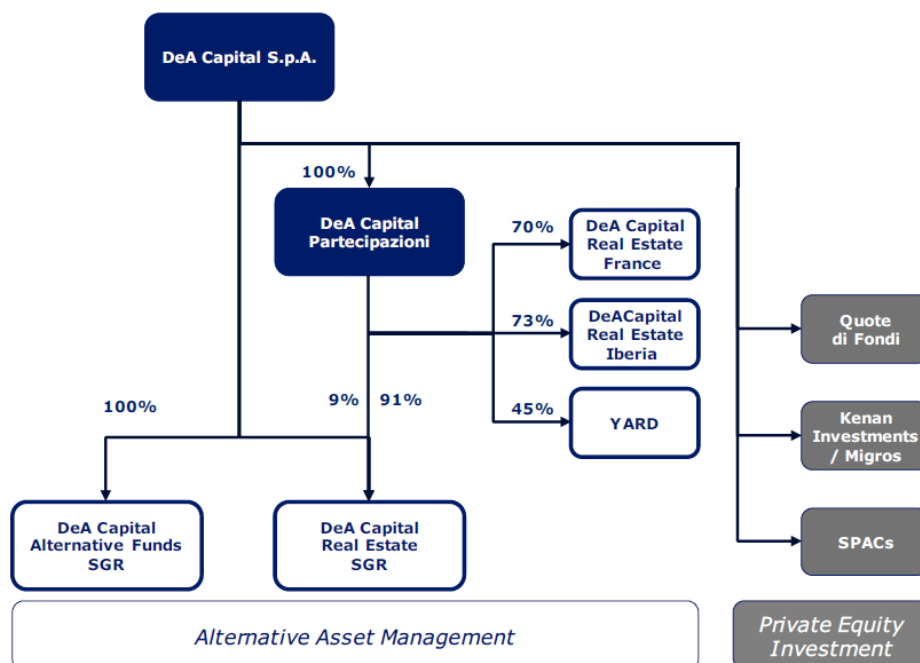 DeA Capital S.p.A.
100%
DeA Capital
Partecipazioni
70%
DeA Capital
Real Estate
France
73%
DeACapital
Real Estate
Iberia
Quote
di Fondi
100%
9%
91%
45%
YARD
Kenan
Investments
/ Migros
DeA Capital
Alternative Funds
SGR
DeA Capital
Real Estate
SGR
SPACs
Alternative Asset Management
Private Equity
Investment